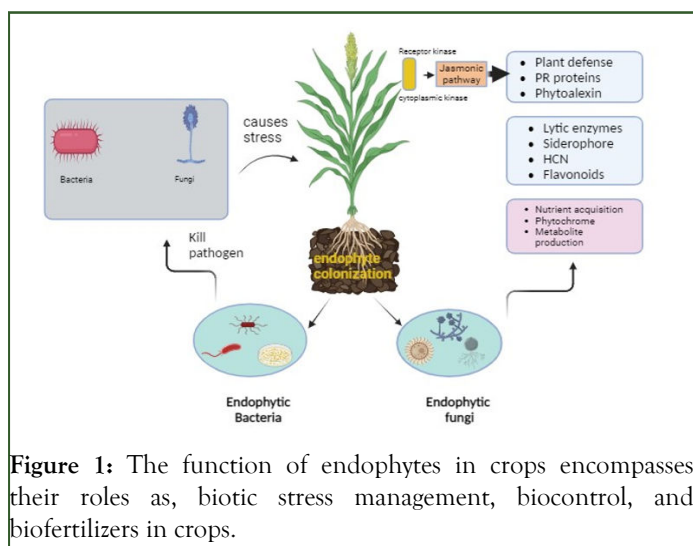 Receptor kinase
Jasmonic
pathway
cytoplasmic kinase
• Plant defense
• PR proteins
• Phytoalexin
causes
stress
Bacteria
Fungi
• Lytic enzymes
• Siderophore
• HCN
• Flavonoids
• Nutrient acquisition
• Phytochrome
• Metabolite
production
Kill
pathogen
endophyte
colonization
Endophytic
Bacteria
Endophytic
fungi
Figure 1: The function of endophytes in crops encompasses
their roles as, biotic stress management, biocontrol, and
biofertilizers in crops.